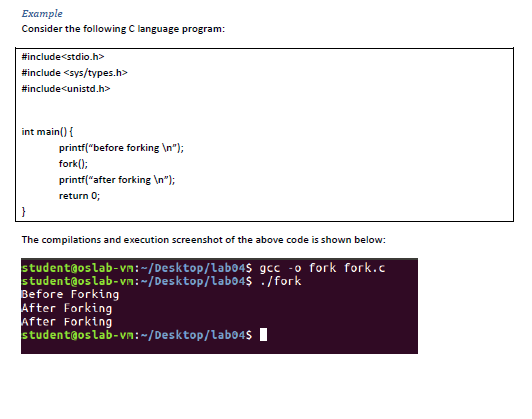 Example
Consider the following C language program:
#include<stdio.h>
#include <sys/types.h>
#include<unistd.h>
int main() {
printf(“before forking \n”);
fork();
printf(“after forking \n”);
return 0;
}
The compilations and execution screenshot of the above code is shown below:
student@oslab-vm:~/Desktop/lab04$ gcc -o fork fork.c
student@oslab-vm:~/Desktop/lab04$ ./fork
Before Forking
After Forking
After Forking
student@oslab-vm:~/Desktop/lab04$